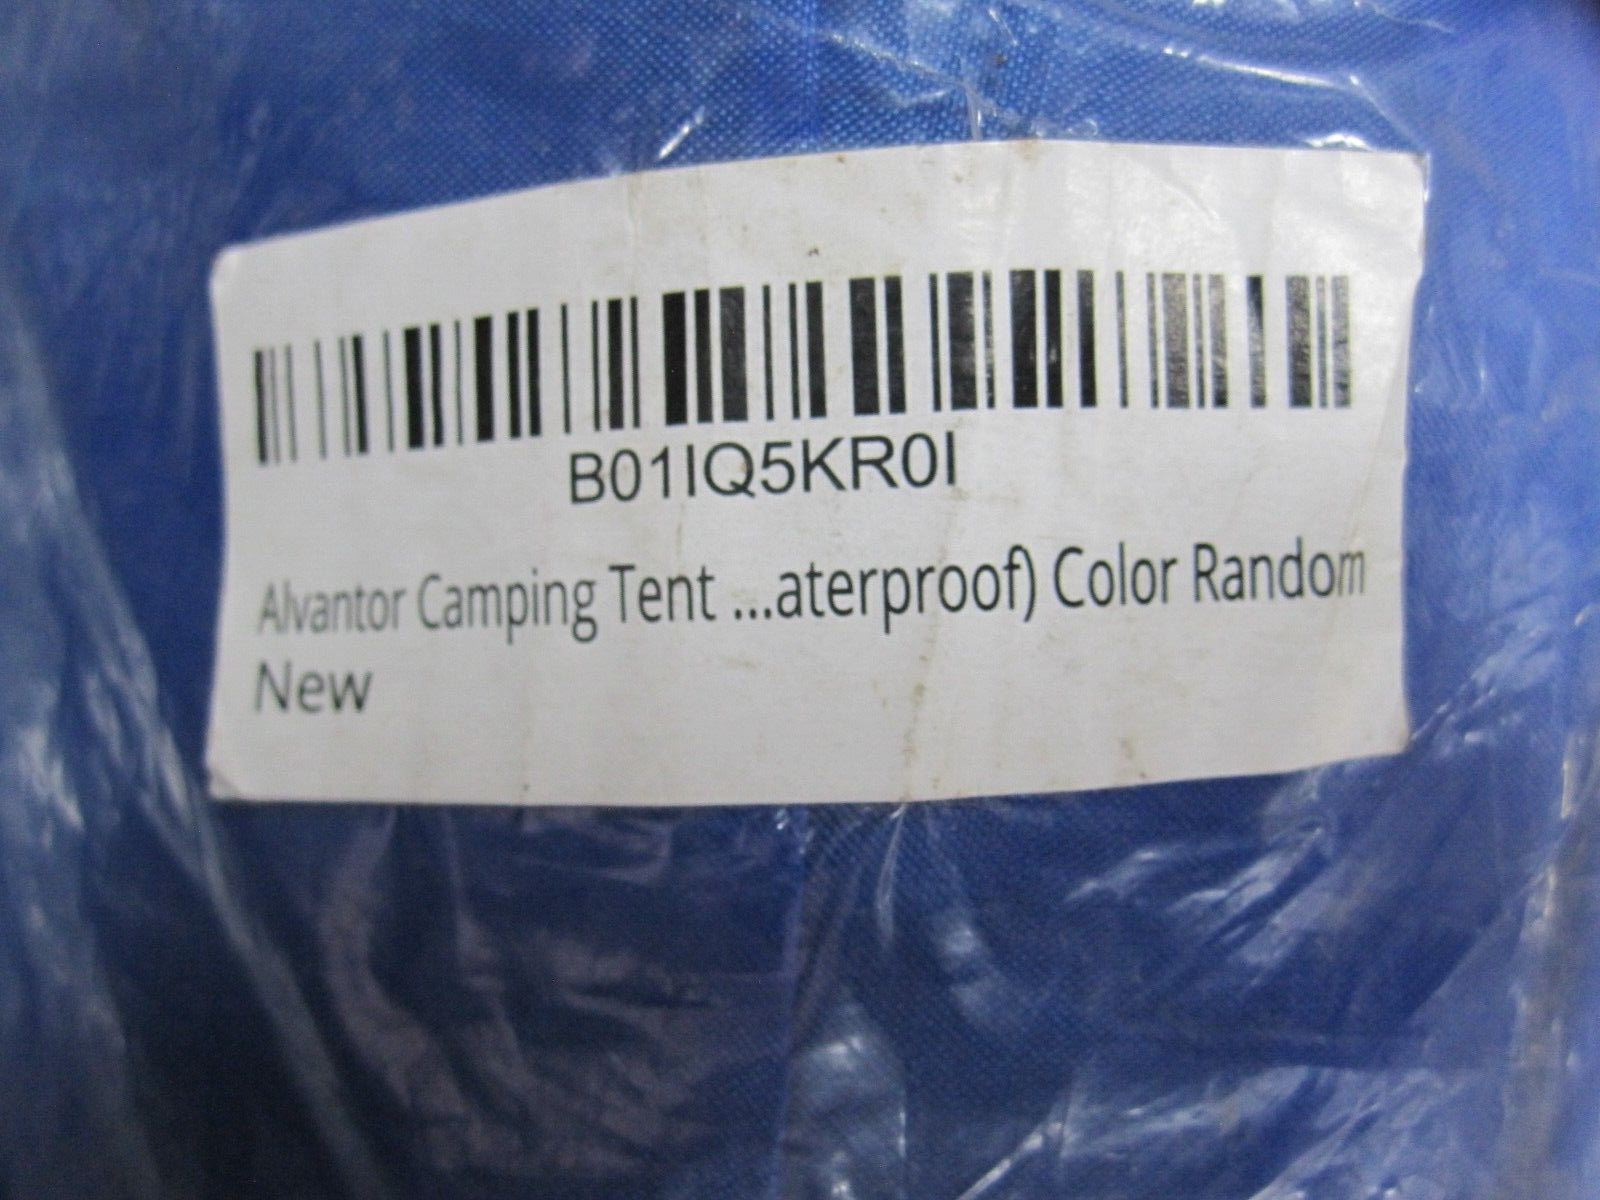 B01IQ5KR0I
Alvantor Camping Tent ...aterproof) Color Random
New